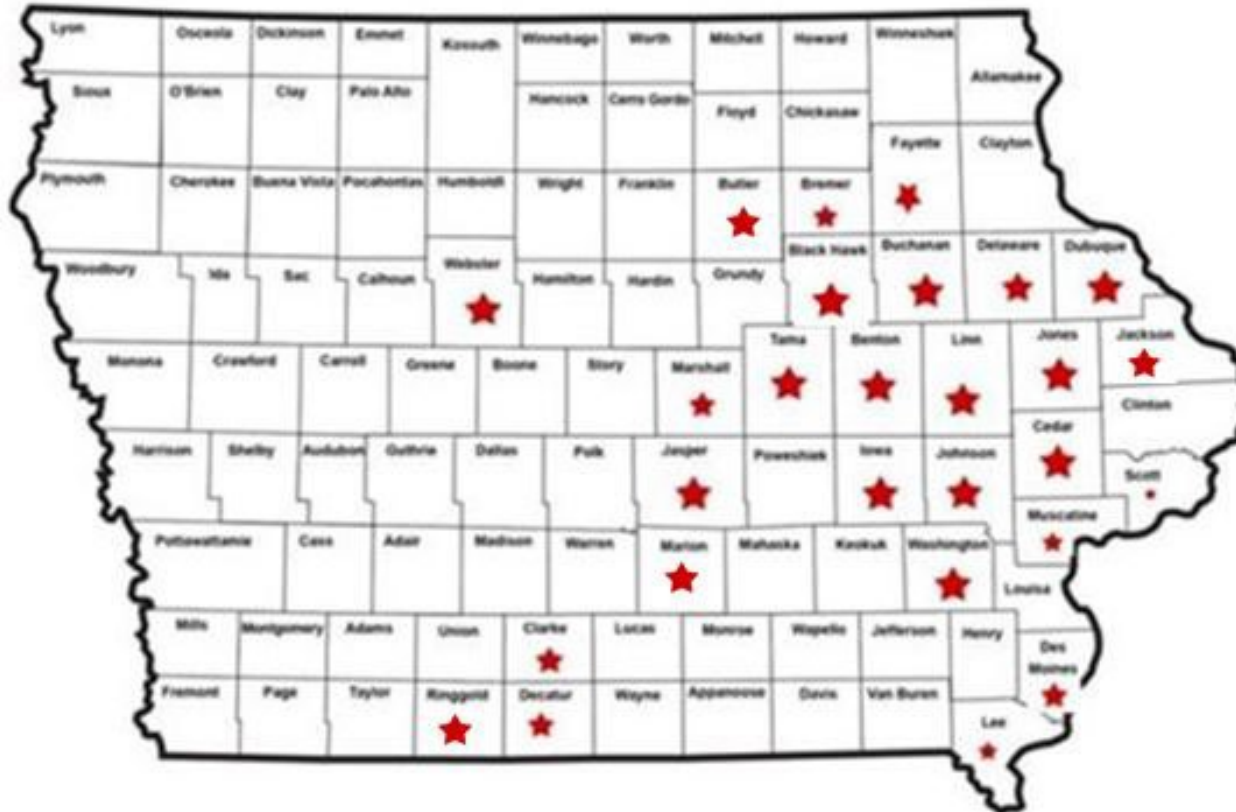 Lyon Osceola Dickinson Emmet Kossuth Winnebago Worth Mitchell Howard Winneshiek Allamakee
Sioux O'Brien Clay Palo Alto Hancock Cerro Gordo Floyd Chickasaw
Fayette Clayton
Plymouth Cherokee Buena Vista Pocahontas Humboldt Wright Franklin Butler Bremer
Woodbury Ida Sac Calhoun Webster Hamilton Hardin Grundy Black Hawk Buchanan Delaware Dubuque
Monona Crawford Carroll Greene Boone Story Marshall Tama Benton Linn Jones Jackson
Clinton
Harrison Shelby Audubon Guthrie Dallas Polk Jasper Poweshiek Iowa Johnson Cedar
Scott
Muscatine
Pottawattamie Cass Adair Madison Warren Marion Mahaska Keokuk Washington
Louisa
Mills Montgomery Adams Union Clarke Lucas Monroe Wapello Jefferson Henry
Des
Moines
Fremont Page Taylor Ringgold Decatur Wayne Appanoose Davis Van Buren
Lee